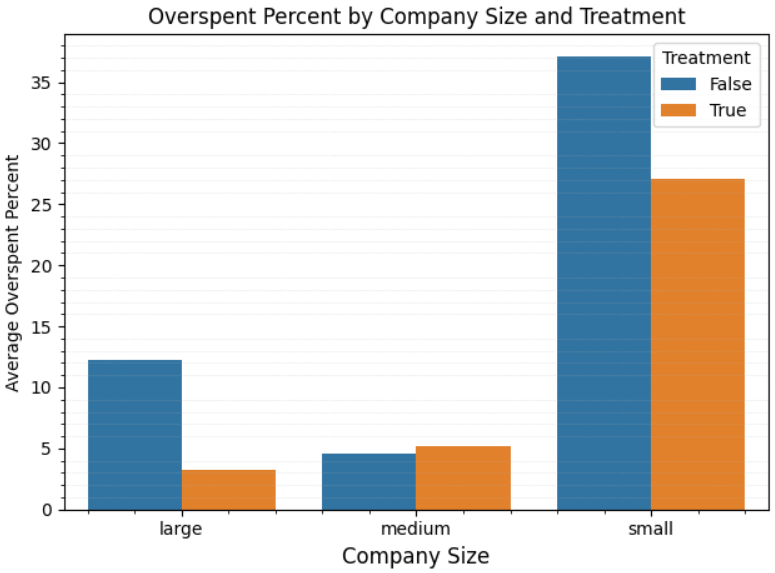 Overspent Percent by Company Size and Treatment
Average Overspent Percent
35
30
25
20
15
10
5
0
Treatment
False
True
large
medium
small
Company Size